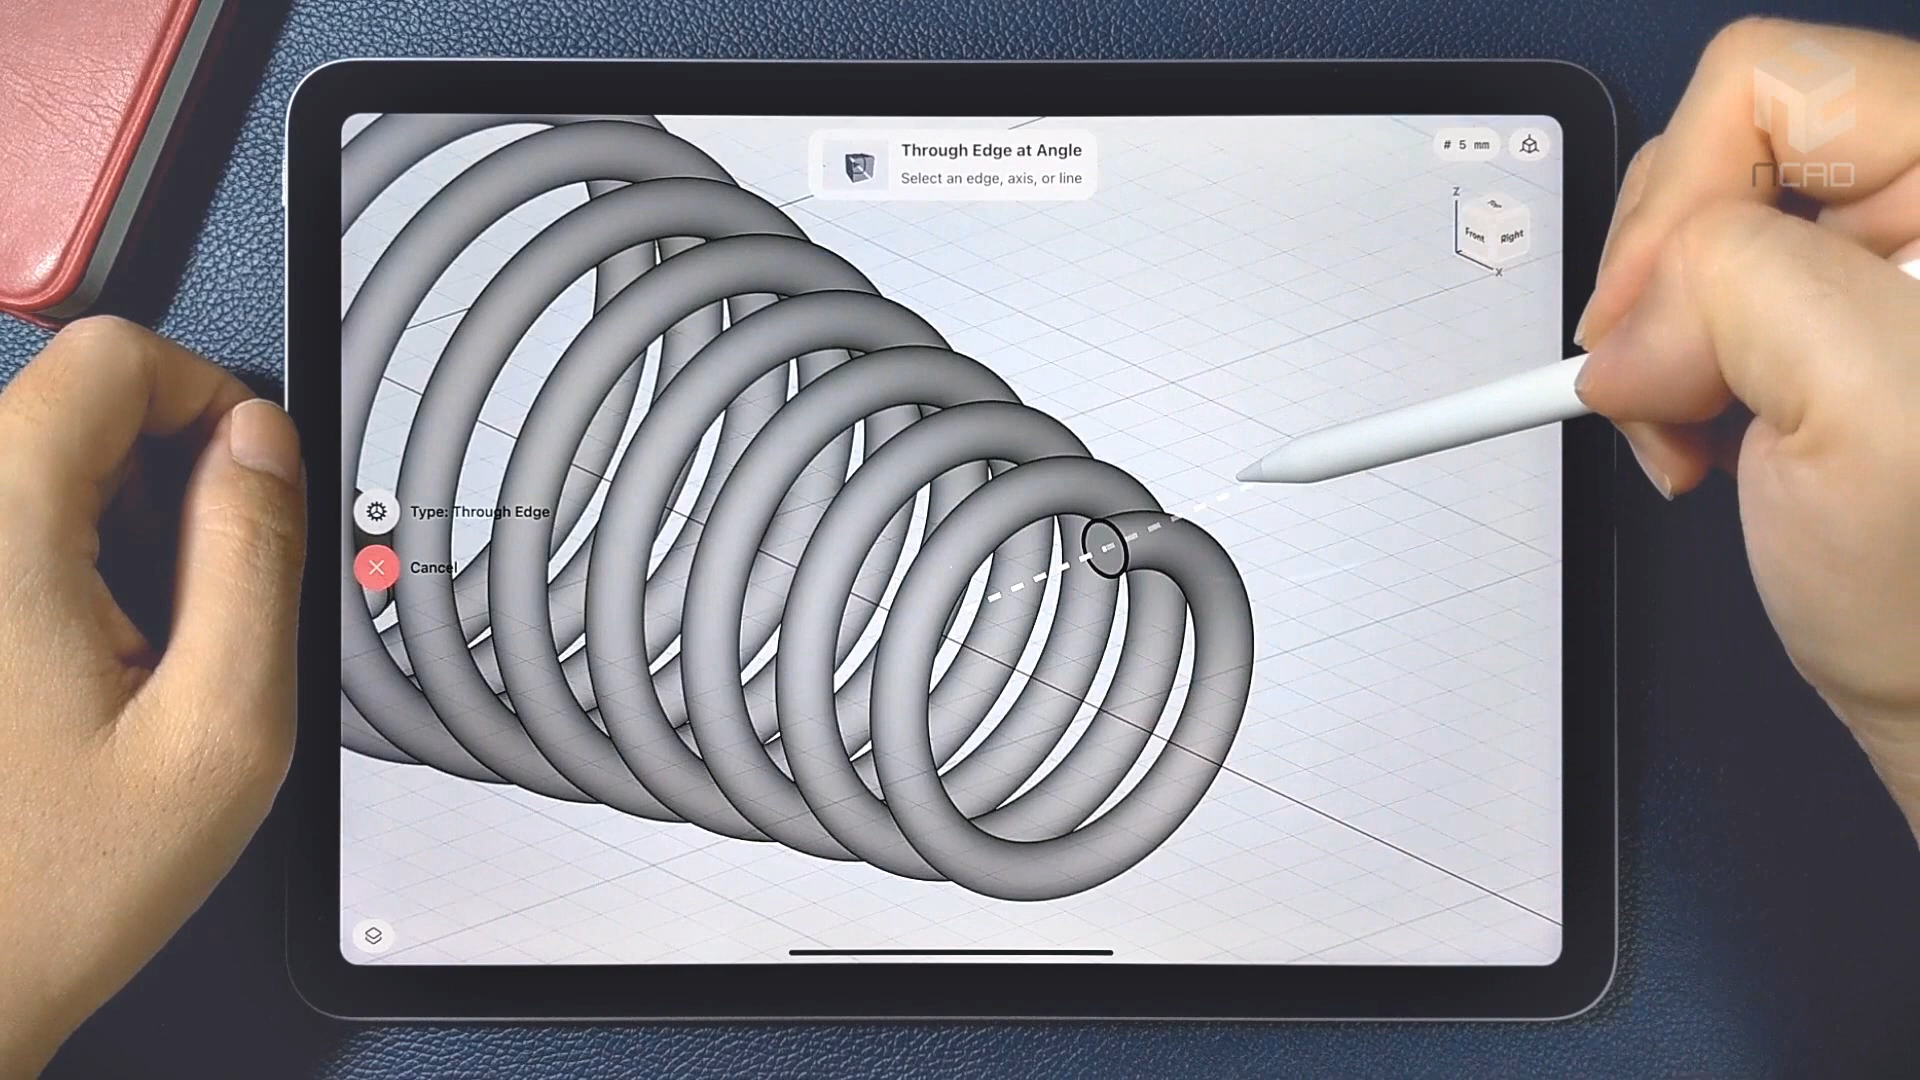 Through Edge at Angle
Select an edge, axis, or line
# 5 mm
Z
Top
Front
Right
X
Type: Through Edge
Cancel
NCAD